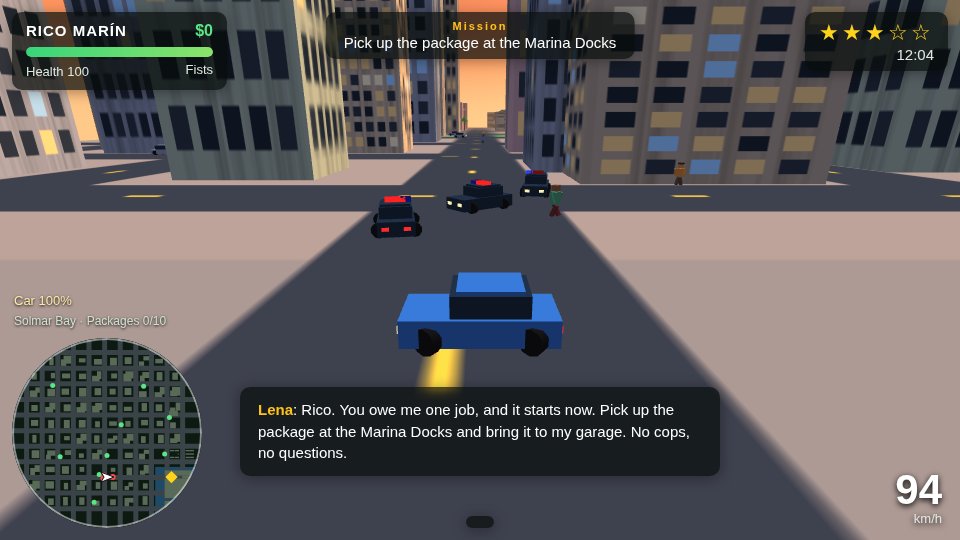 RICO MARÍN $0
Health 100 Fists
Mission
Pick up the package at the Marina Docks
★★★☆☆
12:04
Car 100%
Solmar Bay · Packages 0/10
Lena: Rico. You owe me one job, and it starts now. Pick up the
package at the Marina Docks and bring it to my garage. No cops,
no questions.
94
km/h